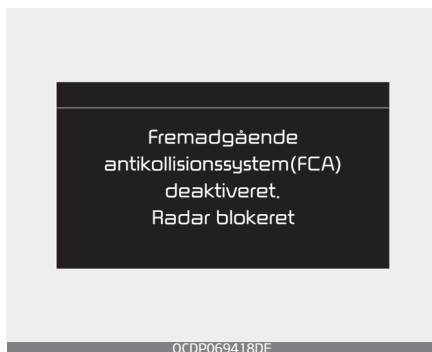 Fremadgående
antikollisionssystem(FCA)
deaktiveret.
Radar blokeret
OCDP069418DE